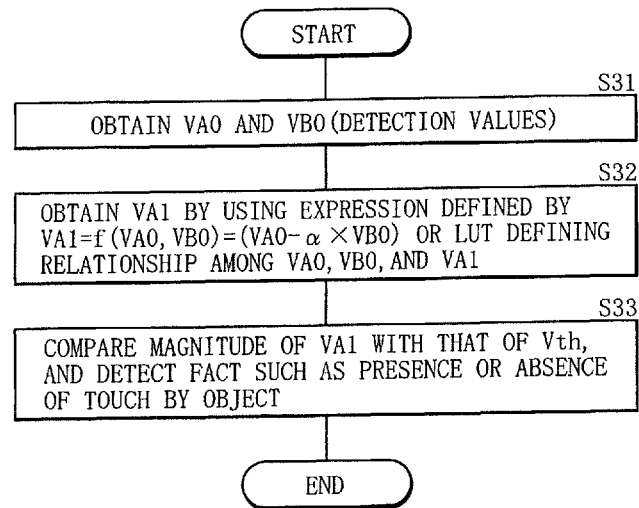 START
S31
OBTAIN VA0 AND VB0(DETECTION VALUES)
S32
OBTAIN VA1 BY USING EXPRESSION DEFINED BY
VA1=f(VA0,VB0)=(VA0-α×VB0) OR LUT DEFINING
RELATIONSHIP AMONG VA0,VB0,AND VA1
S33
COMPARE MAGNITUDE OF VA1 WITH THAT OF Vth,
AND DETECT FACT SUCH AS PRESENCE OR ABSENCE
OF TOUCH BY OBJECT
END